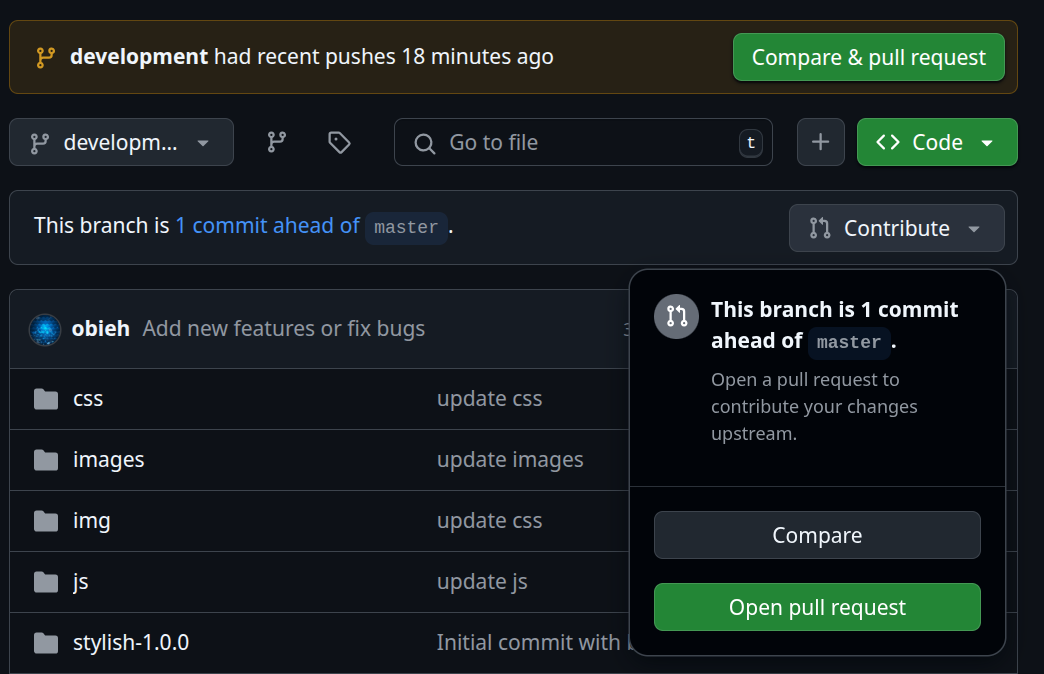 development had recent pushes 18 minutes ago
Compare & pull request
developm...
Go to file
t
Code
This branch is 1 commit ahead of master .
Contribute
This branch is 1 commit
ahead of master .
Open a pull request to
contribute your changes
upstream.
Compare
Open pull request
obieh Add new features or fix bugs
css update css
images update images
img update css
js update js
stylish-1.0.0 Initial commit with